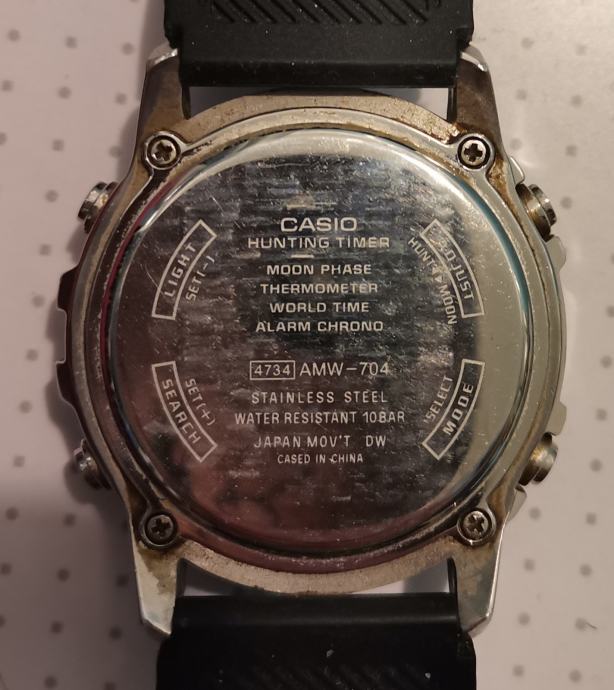 CASIO
HUNTING TIMER
MOON PHASE
THERMOMETER
WORLD TIME
ALARM CHRONO
4734 AMW-704
STAINLESS STEEL
WATER RESISTANT 10BAR
JAPAN MOV'T DW
CASED IN CHINA
LIGHT
SET(-)
ADJUST
HUNT MOON
SET(+)
SEARCH
SELECT
MODE